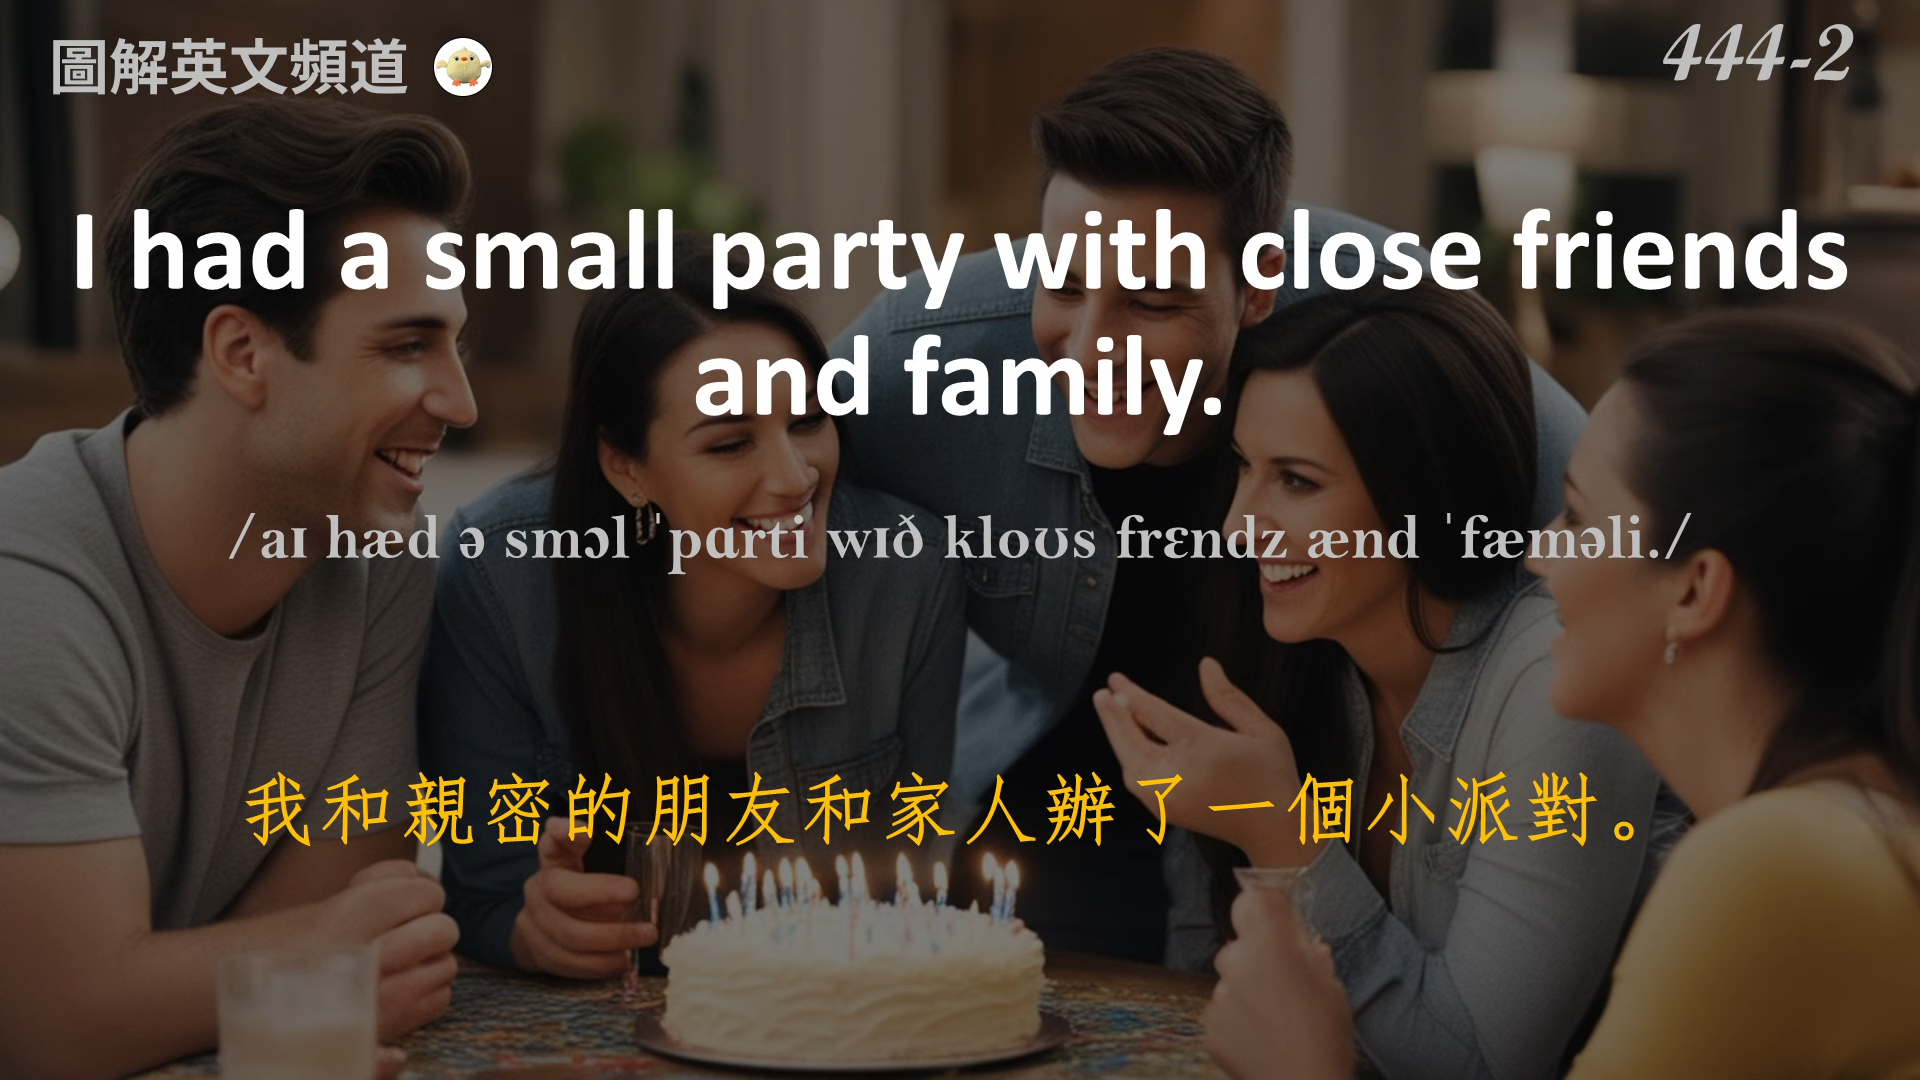 圖解英文頻道
444-2
I had a small party with close friends
and family.
/aɪ hæd ə smɔl ˈpɑrti wɪð kloʊs frɛndz ænd ˈfæməli./
我和親密的朋友和家人辦了一個小派對。